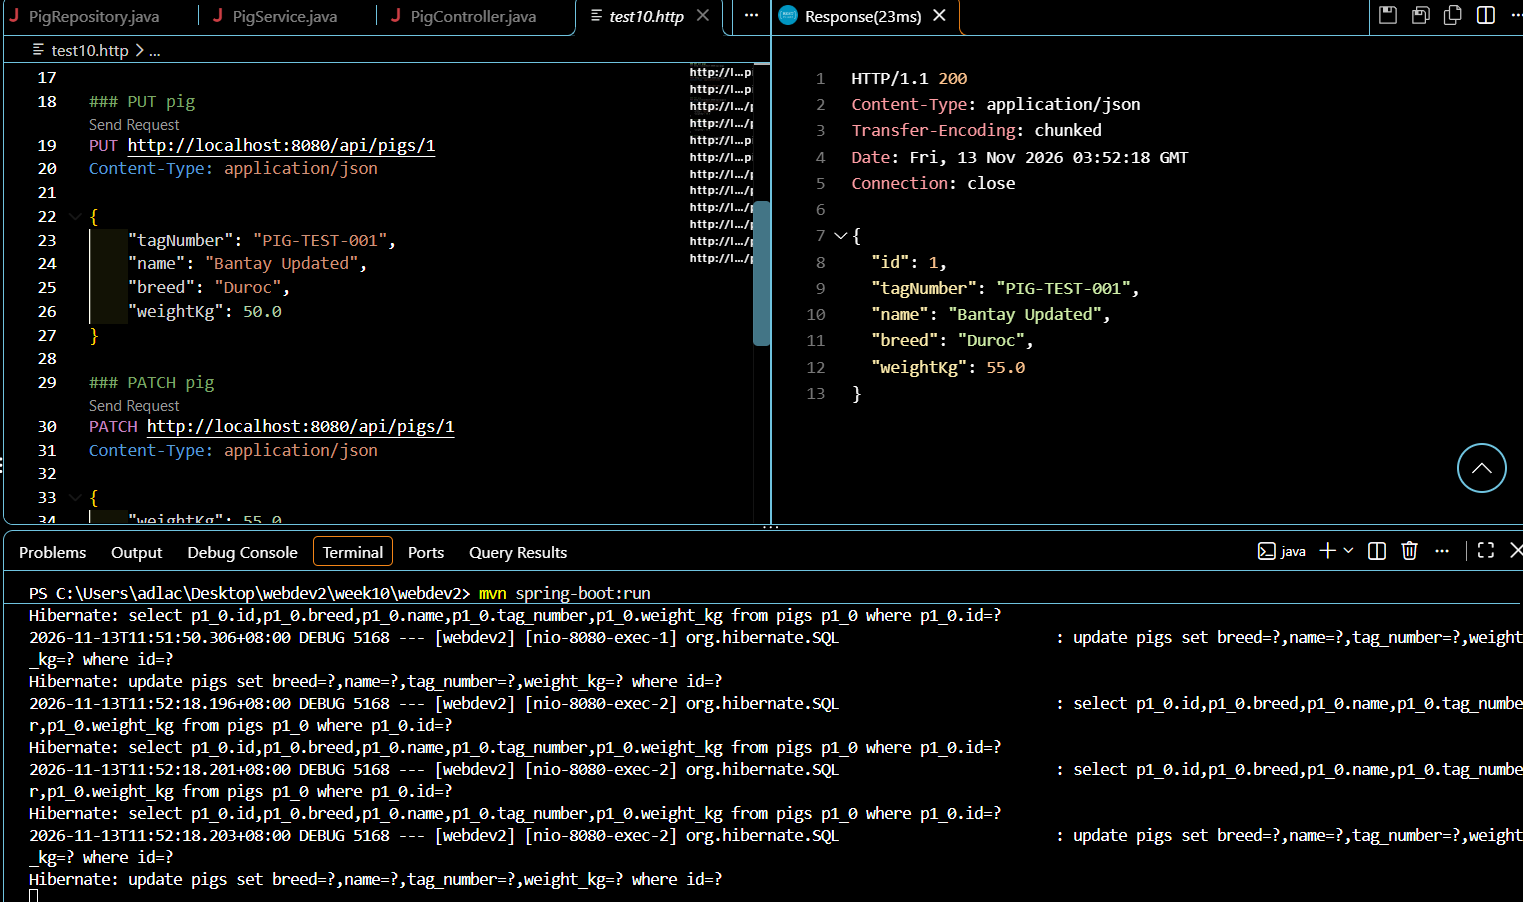 PigRepository.java
PigService.java
PigController.java
test10.http
Response(23ms)
test10.http > ...
17
18 ### PUT pig
Send Request
19 PUT http://localhost:8080/api/pigs/1
20 Content-Type: application/json
21
22 {
23 "tagNumber": "PIG-TEST-001",
24 "name": "Bantay Updated",
25 "breed": "Duroc",
26 "weightKg": 50.0
27 }
28
29 ### PATCH pig
Send Request
30 PATCH http://localhost:8080/api/pigs/1
31 Content-Type: application/json
32
33 {
34 "weightKg": 55.0
http://l...p
http://l...p
http://l.../p
http://l.../p
http://l...p
http://l...p
http://l.../p
http://l.../p
http://l.../p
http://l.../p
http://l.../p
http://l.../p
1 HTTP/1.1 200
2 Content-Type: application/json
3 Transfer-Encoding: chunked
4 Date: Fri, 13 Nov 2026 03:52:18 GMT
5 Connection: close
6
7 {
8 "id": 1,
9 "tagNumber": "PIG-TEST-001",
10 "name": "Bantay Updated",
11 "breed": "Duroc",
12 "weightKg": 55.0
13 }
Problems Output Debug Console Terminal Ports Query Results
java
PS C:\Users\adlac\Desktop\webdev2\week10\webdev2> mvn spring-boot:run
Hibernate: select p1_0.id,p1_0.breed,p1_0.name,p1_0.tag_number,p1_0.weight_kg from pigs p1_0 where p1_0.id=?
2026-11-13T11:51:50.306+08:00 DEBUG 5168 --- [webdev2] [nio-8080-exec-1] org.hibernate.SQL : update pigs set breed=?,name=?,tag_number=?,weight
_kg=? where id=?
Hibernate: update pigs set breed=?,name=?,tag_number=?,weight_kg=? where id=?
2026-11-13T11:52:18.196+08:00 DEBUG 5168 --- [webdev2] [nio-8080-exec-2] org.hibernate.SQL : select p1_0.id,p1_0.breed,p1_0.name,p1_0.tag_numbe
r,p1_0.weight_kg from pigs p1_0 where p1_0.id=?
Hibernate: select p1_0.id,p1_0.breed,p1_0.name,p1_0.tag_number,p1_0.weight_kg from pigs p1_0 where p1_0.id=?
2026-11-13T11:52:18.201+08:00 DEBUG 5168 --- [webdev2] [nio-8080-exec-2] org.hibernate.SQL : select p1_0.id,p1_0.breed,p1_0.name,p1_0.tag_numbe
r,p1_0.weight_kg from pigs p1_0 where p1_0.id=?
Hibernate: select p1_0.id,p1_0.breed,p1_0.name,p1_0.tag_number,p1_0.weight_kg from pigs p1_0 where p1_0.id=?
2026-11-13T11:52:18.203+08:00 DEBUG 5168 --- [webdev2] [nio-8080-exec-2] org.hibernate.SQL : update pigs set breed=?,name=?,tag_number=?,weight
_kg=? where id=?
Hibernate: update pigs set breed=?,name=?,tag_number=?,weight_kg=? where id=?